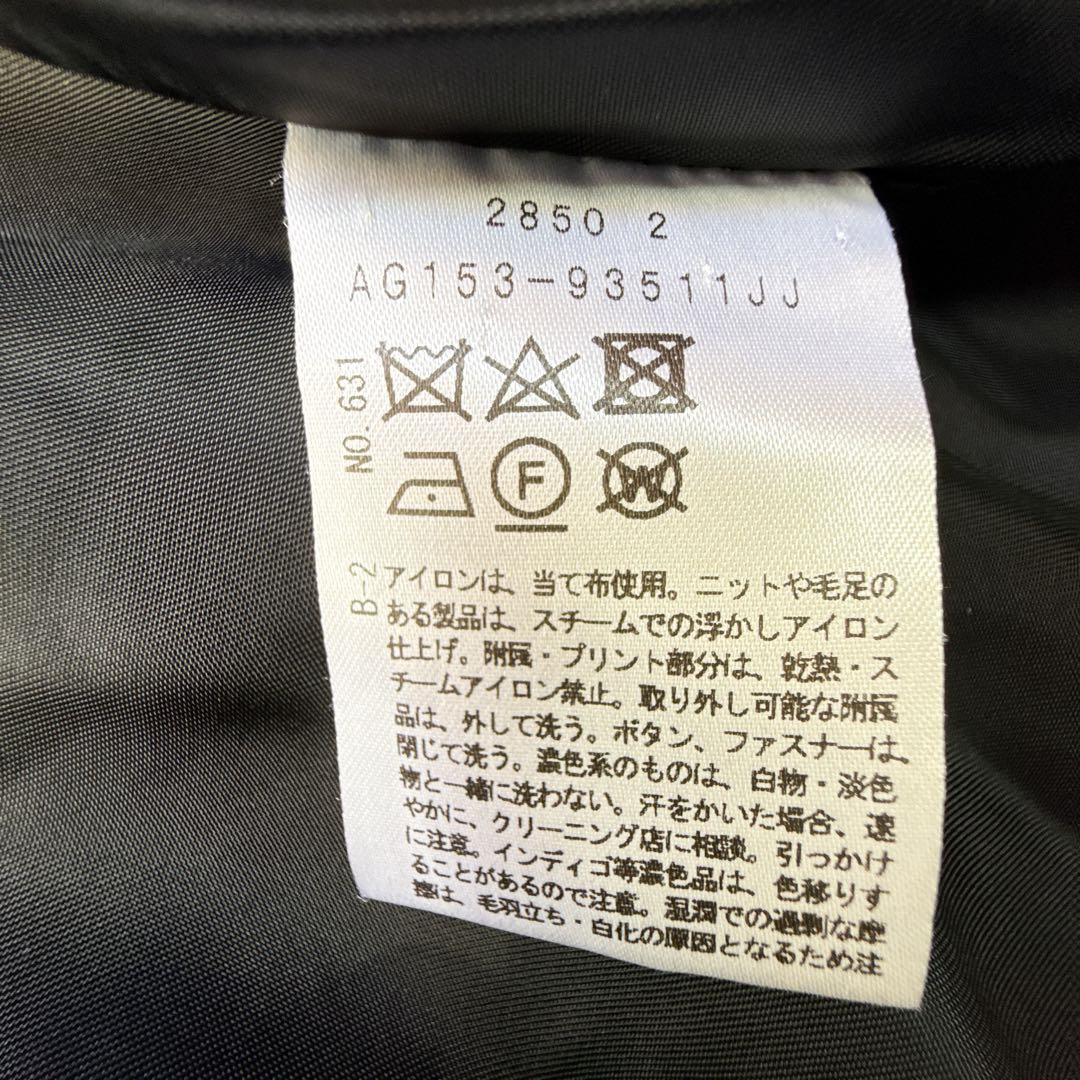 2850 2
AG153-93511JJ
NO.631
F
W
B-2
アイロンは、当て布使用。ニットや毛足の
ある製品は、スチームでの浮かしアイロン
仕上げ。附属・プリント部分は、乾熱・ス
チームアイロン禁止。取り外し可能な附属
品は、外して洗う。ボタン、ファスナーは、
閉じて洗う。濃色系のものは、白物・淡色
物と一緒に洗わない。汗をかいた場合、速
やかに、クリーニング店に相談。引っかけ
に注意。インディゴ等濃色品は、色移りす
ることがあるので注意。湿潤での過剰な摩
擦は、毛羽立ち・白化の原因となるため注